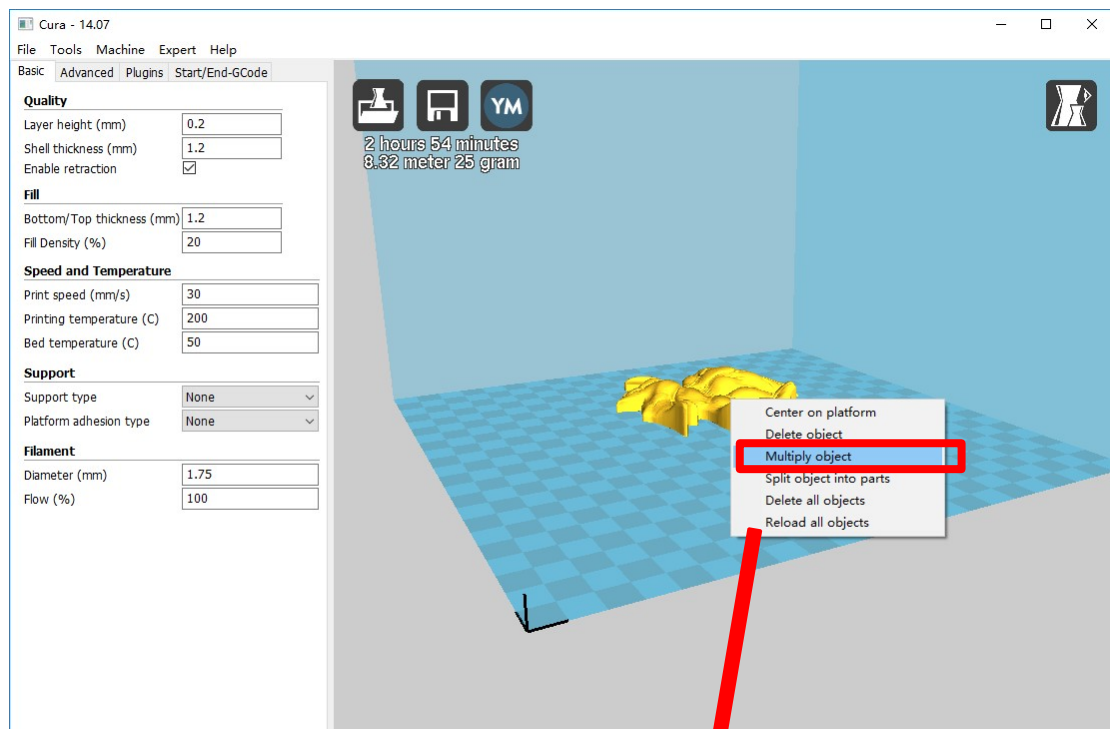 Cura - 14.07
File Tools Machine Expert Help
Basic Advanced Plugins Start/End-GCode
Quality
Layer height (mm) 0.2
Shell thickness (mm) 1.2
Enable retraction
Fill
Bottom/Top thickness (mm) 1.2
Fill Density (%) 20
Speed and Temperature
Print speed (mm/s) 30
Printing temperature (C) 200
Bed temperature (C) 50
Support
Support type None
Platform adhesion type None
Filament
Diameter (mm) 1.75
Flow (%) 100
YM
2 hours 54 minutes
8.32 meter 25 gram
Center on platform
Delete object
Multiply object
Split object into parts
Delete all objects
Reload all objects